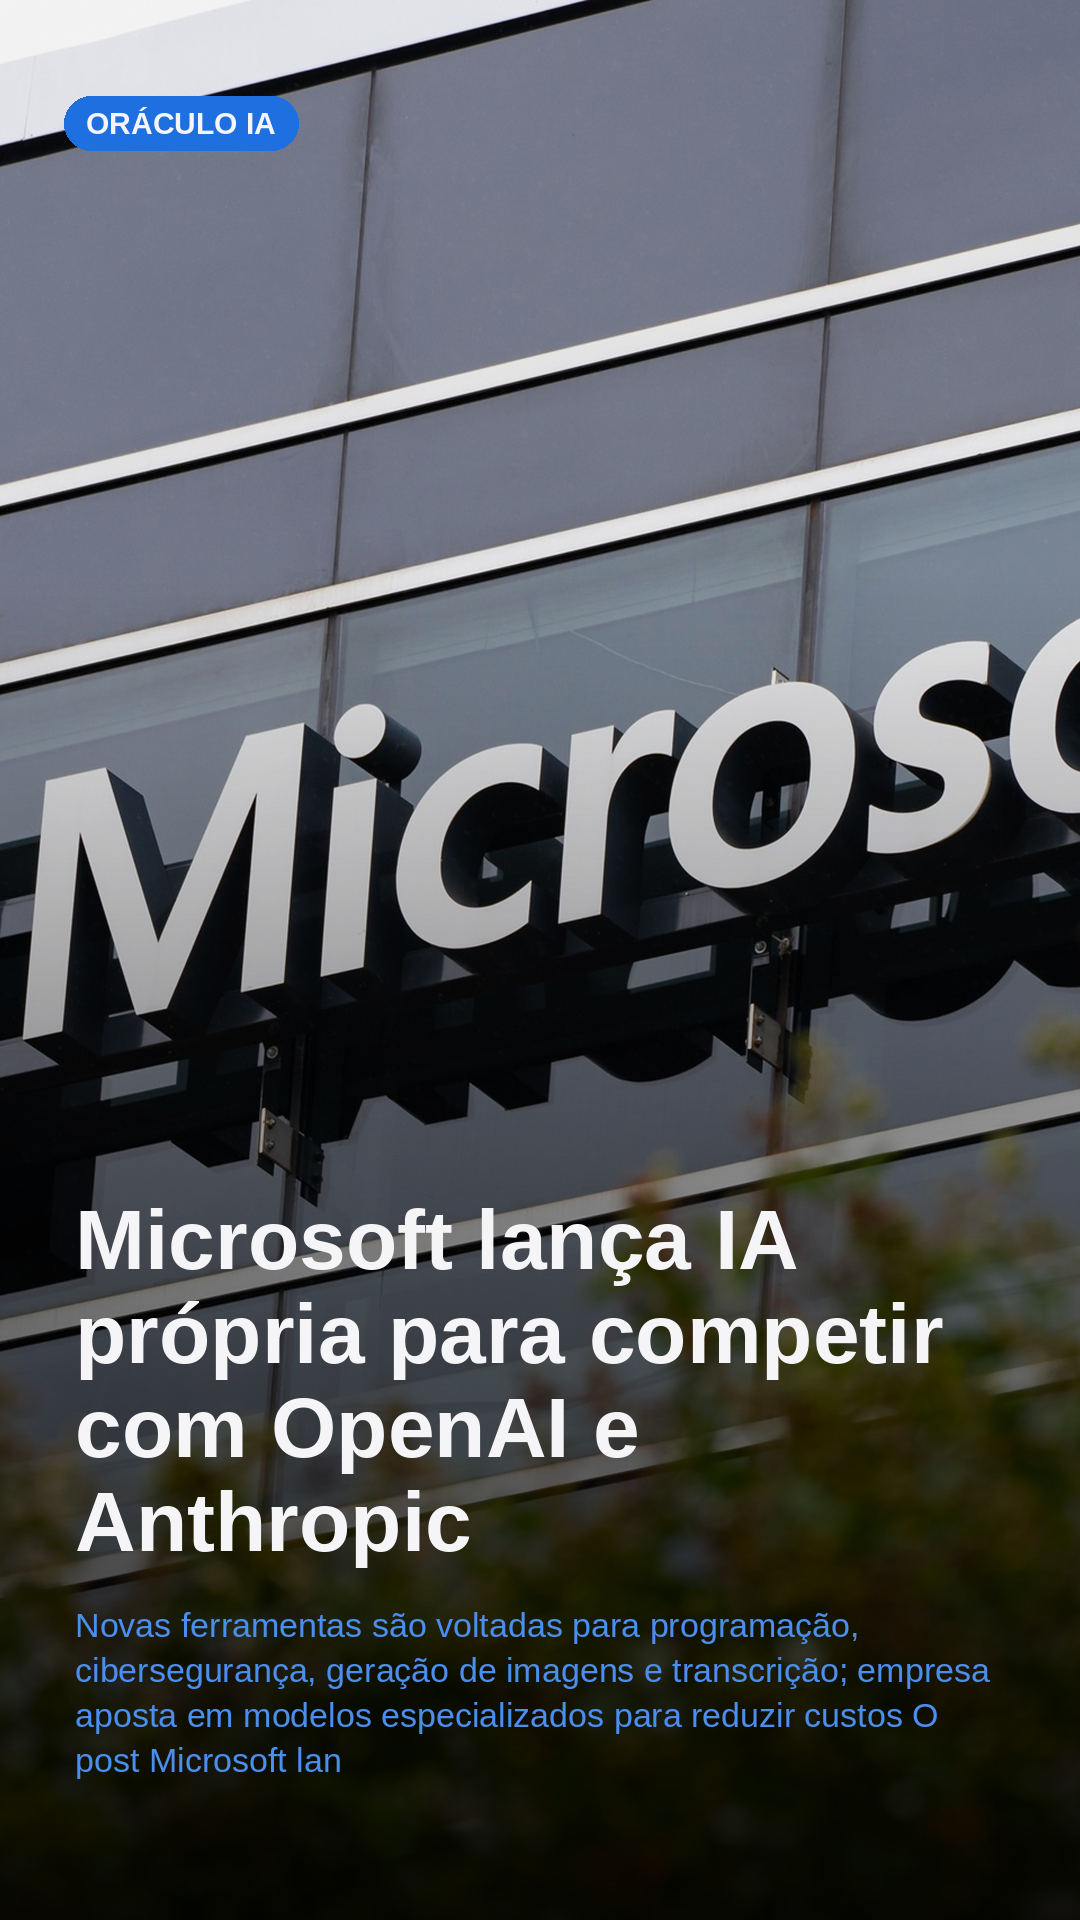 ORÁCULO IA
Microso
Microsoft lança IA
própria para competir
com OpenAI e
Anthropic
Novas ferramentas são voltadas para programação,
cibersegurança, geração de imagens e transcrição; empresa
aposta em modelos especializados para reduzir custos O
post Microsoft lan